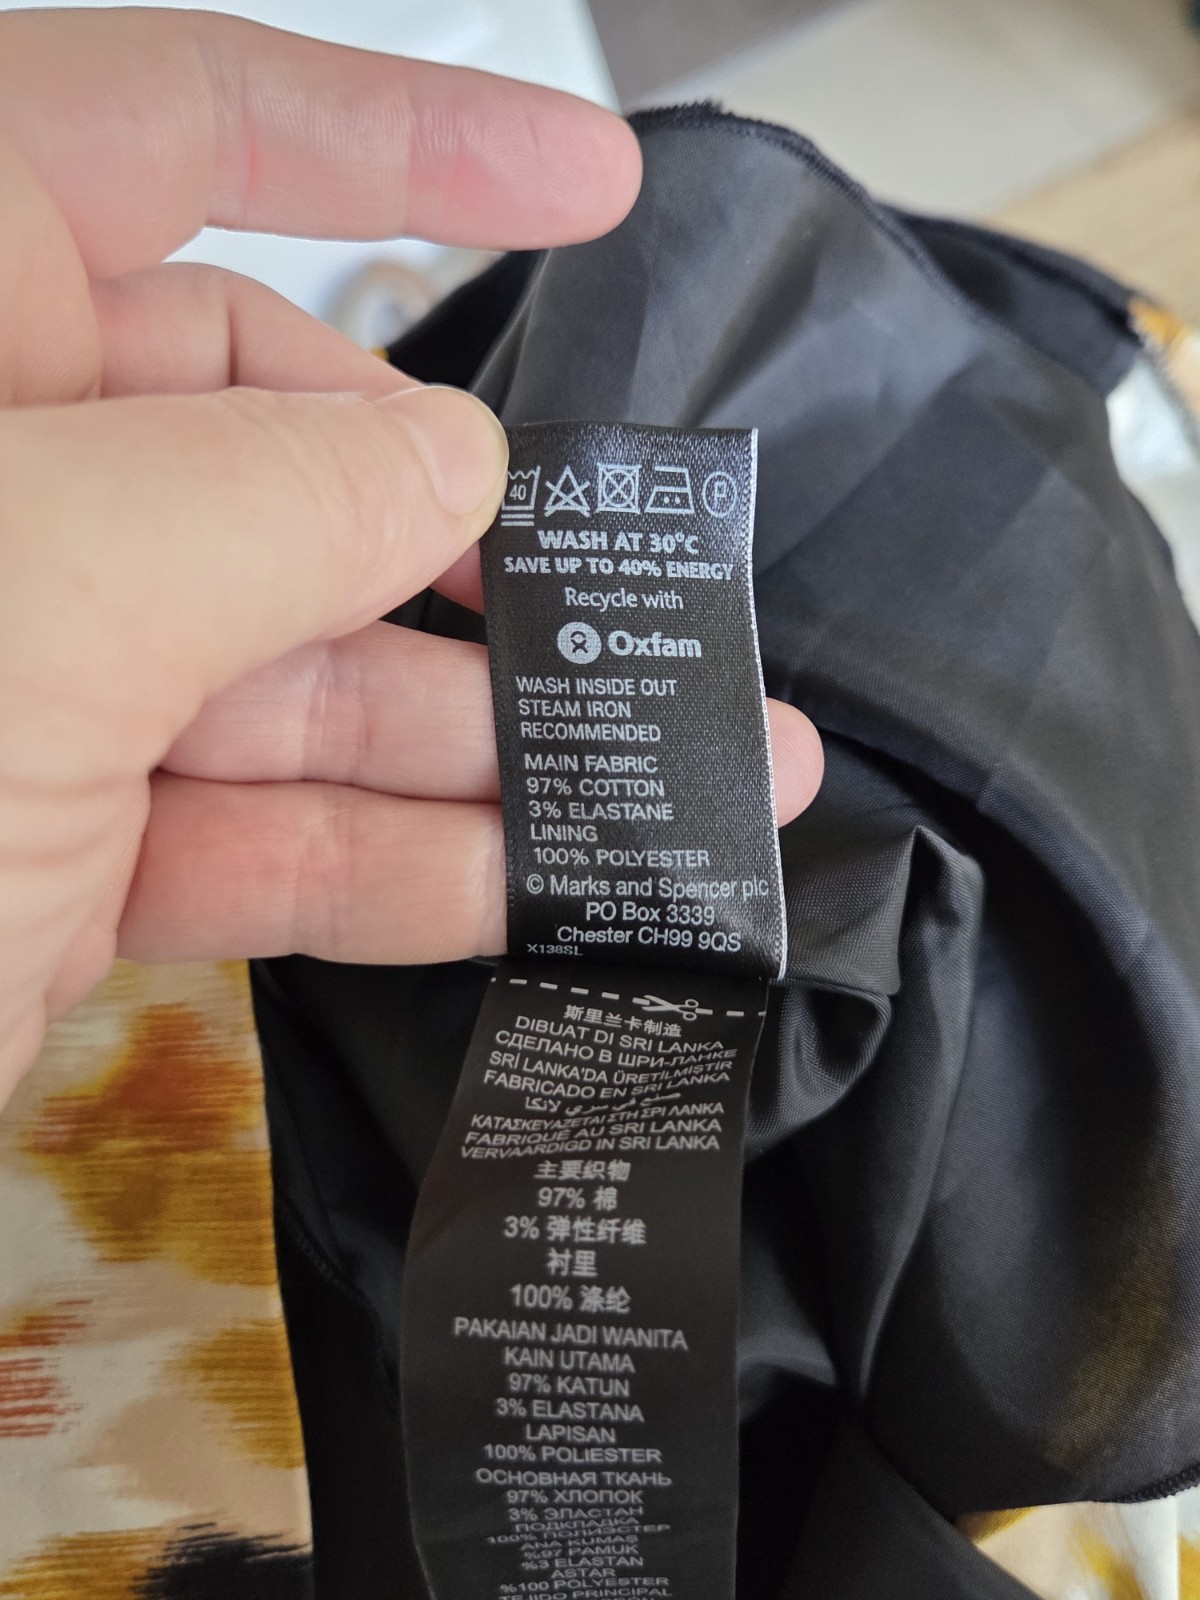 40
P
WASH AT 30°C
SAVE UP TO 40% ENERGY
Recycle with
Oxfam
WASH INSIDE OUT
STEAM IRON
RECOMMENDED
MAIN FABRIC
97% COTTON
3% ELASTANE
LINING
100% POLYESTER
© Marks and Spencer plc
PO Box 3339
Chester CH99 9QS
X138SL
斯里兰卡制造
DIBUAT DI SRI LANKA
СДЕЛАНО В ШРИ-ЛАНКЕ
SRİ LANKA'DA ÜRETİLMİŞTİR
FABRICADO EN SRI LANKA
صنع في سري لانكا
ΚΑΤΑΣΚΕΥΑΖΕΤΑΙ ΣΤΗ ΣΡΙ ΛΑΝΚΑ
FABRIQUÉ AU SRI LANKA
VERVAARDIGD IN SRI LANKA
主要织物
97% 棉
3% 弹性纤维
衬里
100% 涤纶
PAKAIAN JADI WANITA
KAIN UTAMA
97% KATUN
3% ELASTANA
LAPISAN
100% POLIESTER
ОСНОВНАЯ ТКАНЬ
97% ХЛОПОК
3% ЭЛАСТАН
ПОДКЛАДКА
100% ПОЛИЭСТЕР
ANA KUMAŞ
%97 PAMUK
%3 ELASTAN
ASTAR
%100 POLYESTER
TEJIDO PRINCIPAL